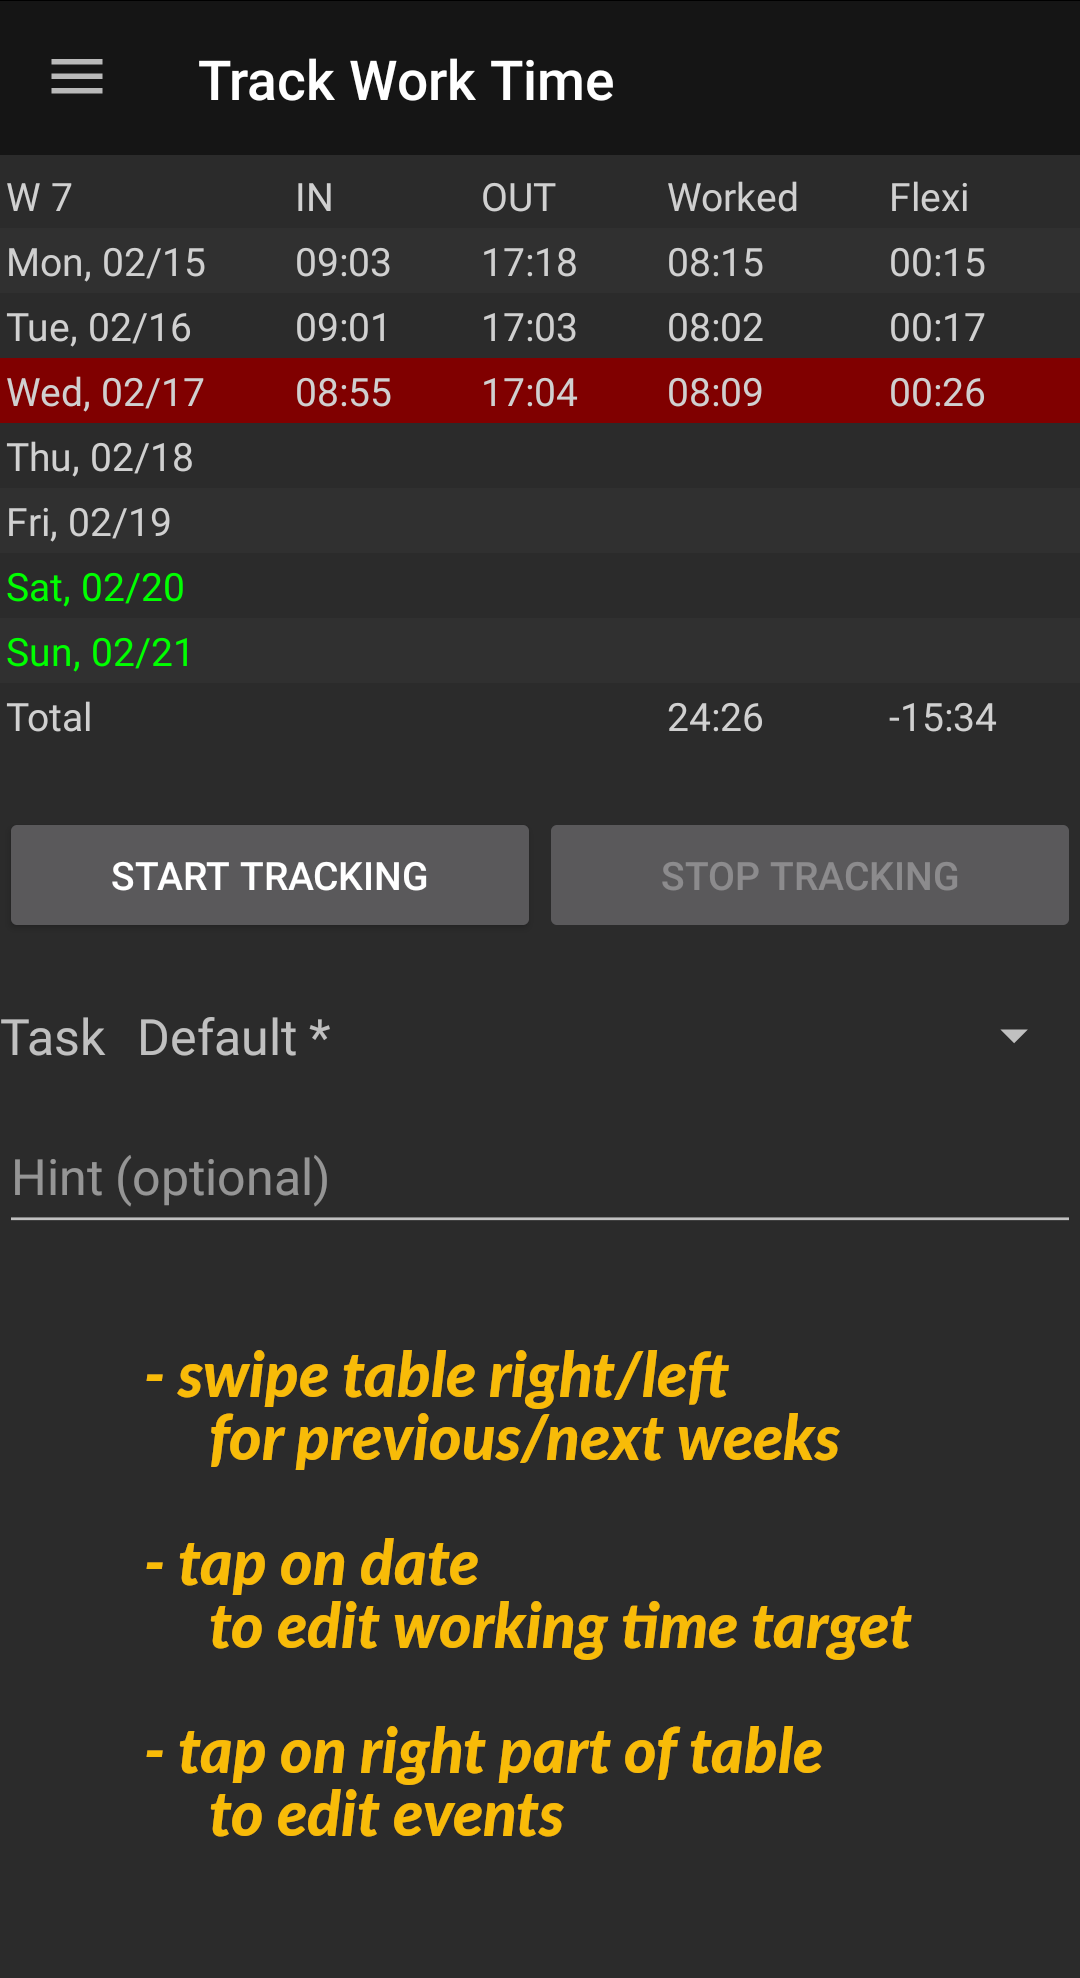 Track Work Time
W 7 IN OUT Worked Flexi
Mon, 02/15 09:03 17:18 08:15 00:15
Tue, 02/16 09:01 17:03 08:02 00:17
Wed, 02/17 08:55 17:04 08:09 00:26
Thu, 02/18
Fri, 02/19
Sat, 02/20
Sun, 02/21
Total 24:26 -15:34
START TRACKING STOP TRACKING
Task Default *
Hint (optional)
- swipe table right/left
for previous/next weeks
- tap on date
to edit working time target
- tap on right part of table
to edit events